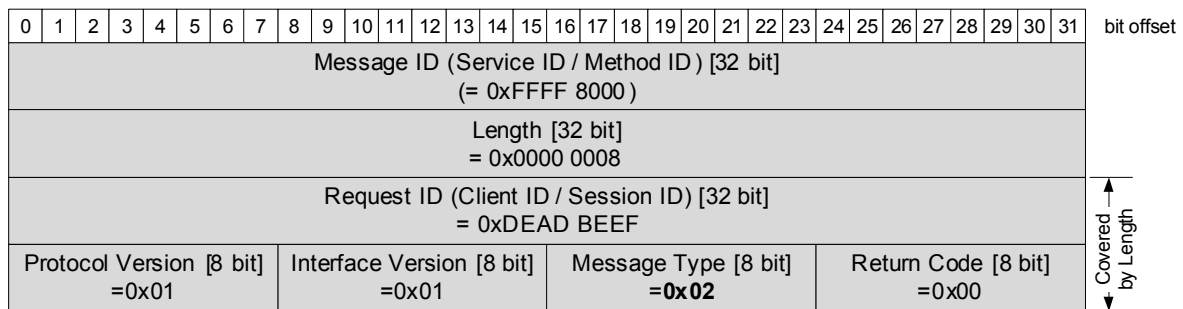 0 1 2 3 4 5 6 7 8 9 10 11 12 13 14 15 16 17 18 19 20 21 22 23 24 25 26 27 28 29 30 31 bit offset
Message ID (Service ID / Method ID) [32 bit]
(= 0xFFFF 8000)
Length [32 bit]
= 0x0000 0008
Request ID (Client ID / Session ID) [32 bit]
= 0xDEAD BEEF
Protocol Version [8 bit] Interface Version [8 bit] Message Type [8 bit] Return Code [8 bit]
=0x01 =0x01 =0x02 =0x00
Covered
by Length